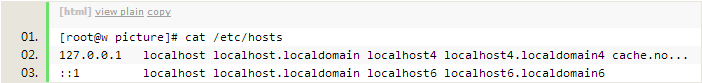 [html] view plain copy
01. [root@w picture]# cat /etc/hosts
02. 127.0.0.1 localhost localhost.localdomain localhost4 localhost4.localdomain4 cache.no...
03. ::1 localhost localhost.localdomain localhost6 localhost6.localdomain6